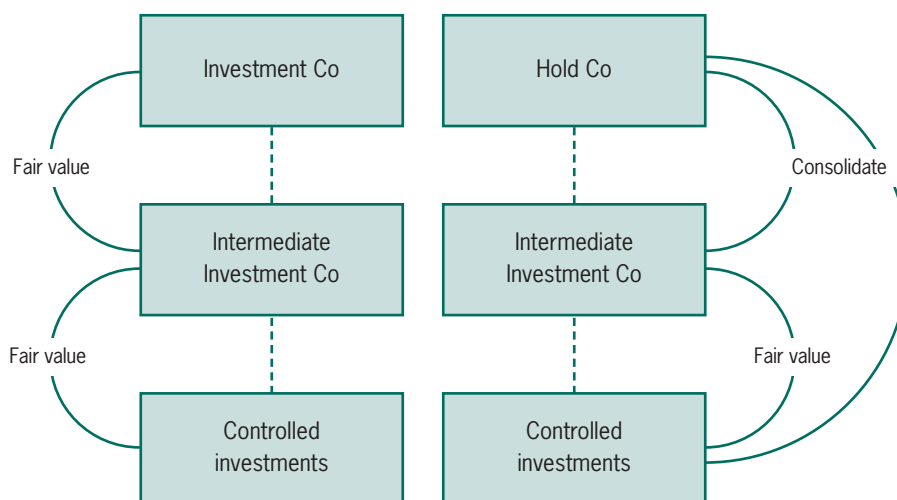 Investment Co
Hold Co
Fair value
Consolidate
Intermediate
Investment Co
Intermediate
Investment Co
Fair value
Fair value
Controlled
investments
Controlled
investments